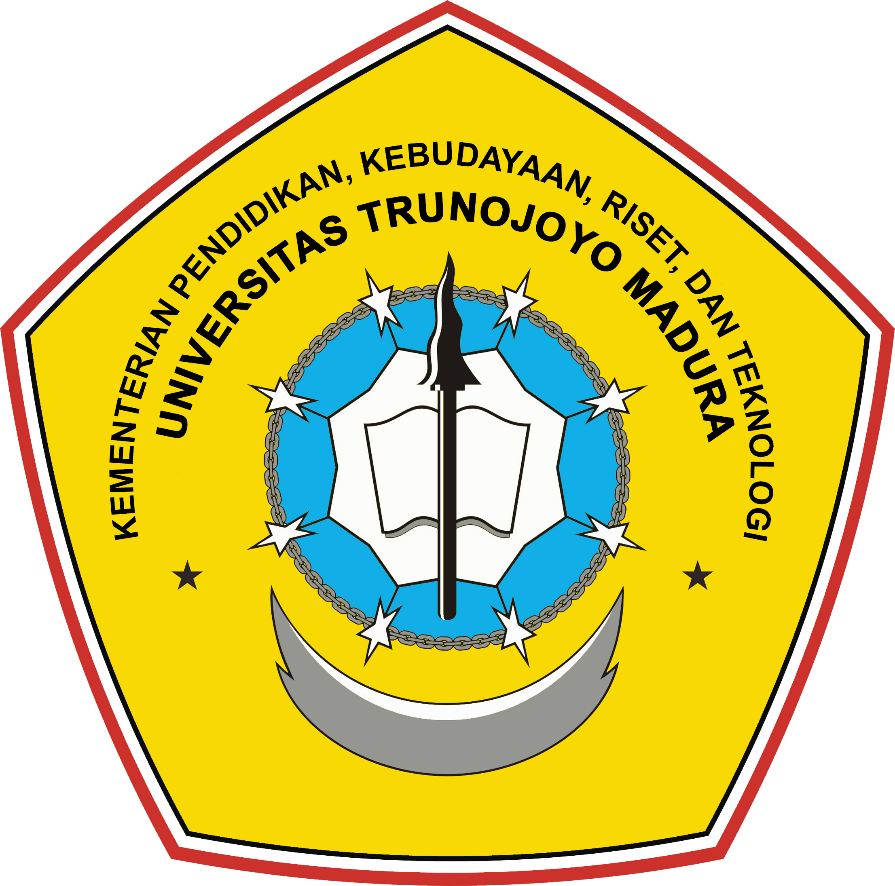 KEMENTERIAN PENDIDIKAN, KEBUDAYAAN, RISET, DAN TEKNOLOGI
UNIVERSITAS TRUNOJOYO MADURA